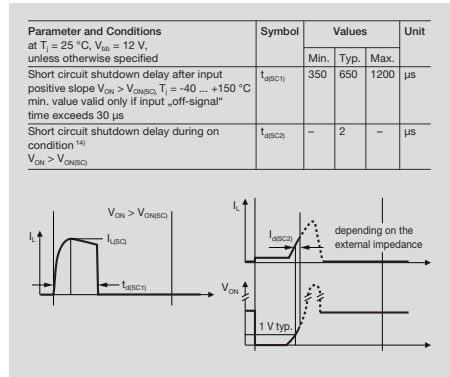 Parameter and Conditions Symbol Values Unit
at Tj = 25 °C, Vbb = 12 V,
unless otherwise specified Min. Typ. Max.
Short circuit shutdown delay after input td(SC1) 350 650 1200 µs
positive slope VON > VON(SC), Tj = -40 ... +150 °C
min. value valid only if input „off-signal“
time exceeds 30 µs
Short circuit shutdown delay during on td(SC2) – 2 – µs
condition 14)
VON > VON(SC)
VON > VON(SC)
IL
IL(SC)
td(SC1)
IL
Id(SC2)
depending on the
external impedance
VON
1 V typ.